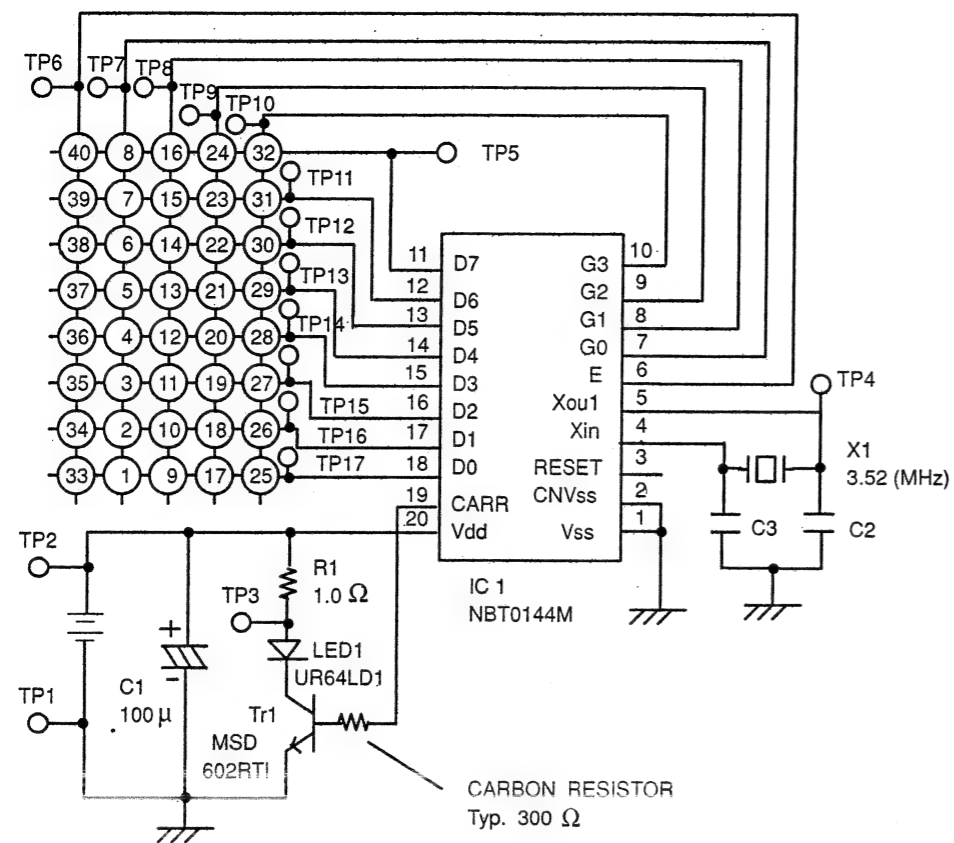 TP6 TP7 TP8
TP9 TP10
40 8 16 24 32 TP5
TP11
39 7 15 23 31
TP12
38 6 14 22 30
TP13
37 5 13 21 29
TP14
36 4 12 20 28
35 3 11 19 27
TP15
34 2 10 18 26
TP16
33 1 9 17 25
TP17
11 D7 G3 10
12 D6 G2 9
13 D5 G1 8
14 D4 G0 7
15 D3 E 6
16 D2 Xou1 5
17 D1 Xin 4
18 D0 RESET 3
19 CARR CNVss 2
20 Vdd Vss 1
IC 1
NBT0144M
TP4
X1
3.52 (MHz)
C3 C2
TP2
TP1
+
-
C1
100 μ
R1
1.0 Ω
TP3
LED1
UR64LD1
Tr1
MSD
602RTI
CARBON RESISTOR
Typ. 300 Ω